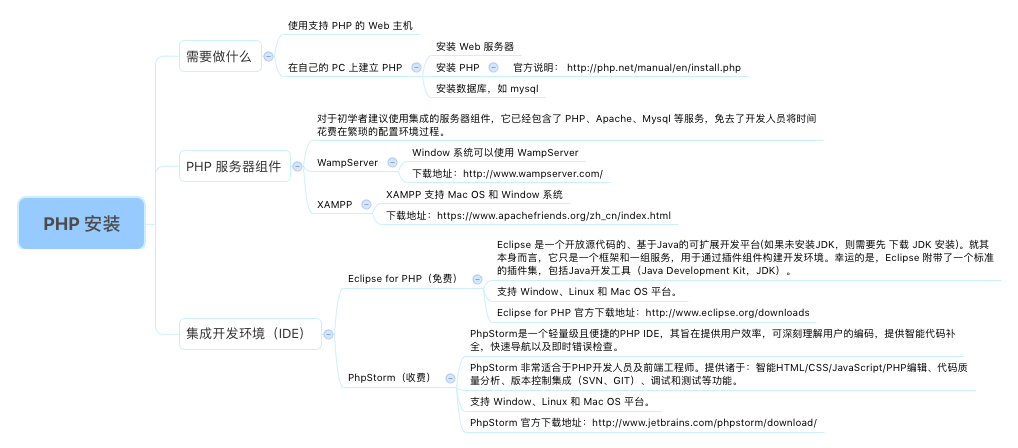 PHP 安装
需要做什么
使用支持 PHP 的 Web 主机
在自己的 PC 上建立 PHP
安装 Web 服务器
安装 PHP
官方说明： http://php.net/manual/en/install.php
安装数据库，如 mysql
PHP 服务器组件
对于初学者建议使用集成的服务器组件，它已经包含了 PHP、Apache、Mysql 等服务，免去了开发人员将时间
花费在繁琐的配置环境过程。
WampServer
Window 系统可以使用 WampServer
下载地址：http://www.wampserver.com/
XAMPP
XAMPP 支持 Mac OS 和 Window 系统
下载地址：https://www.apachefriends.org/zh_cn/index.html
集成开发环境（IDE）
Eclipse for PHP（免费）
Eclipse 是一个开放源代码的、基于Java的可扩展开发平台(如果未安装JDK，则需要先 下载 JDK 安装)。就其
本身而言，它只是一个框架和一组服务，用于通过插件组件构建开发环境。幸运的是，Eclipse 附带了一个标准
的插件集，包括Java开发工具（Java Development Kit，JDK）。
支持 Window、Linux 和 Mac OS 平台。
Eclipse for PHP 官方下载地址：http://www.eclipse.org/downloads
PhpStorm（收费）
PhpStorm是一个轻量级且便捷的PHP IDE，其旨在提供用户效率，可深刻理解用户的编码，提供智能代码补
全，快速导航以及即时错误检查。
PhpStorm 非常适合于PHP开发人员及前端工程师。提供诸于：智能HTML/CSS/JavaScript/PHP编辑、代码质
量分析、版本控制集成（SVN、GIT）、调试和测试等功能。
支持 Window、Linux 和 Mac OS 平台。
PhpStorm 官方下载地址：http://www.jetbrains.com/phpstorm/download/